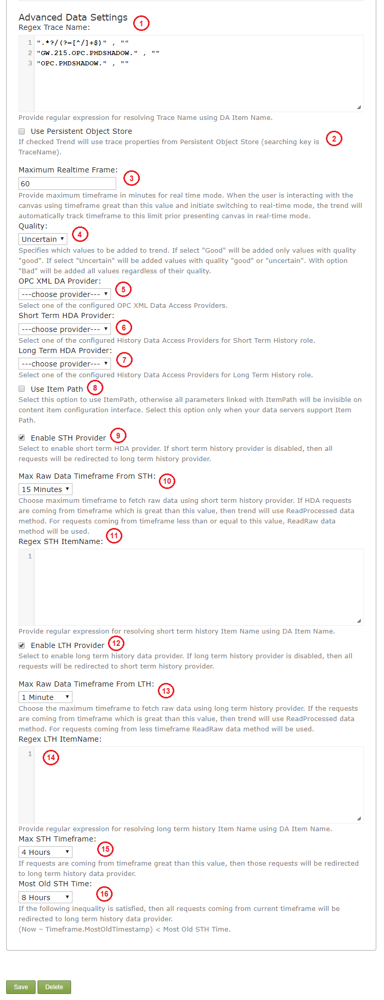 Advanced Data Settings
1
Regex Trace Name:
1 ".*?/(?=[^/]+$)" , ""
2 "GW.215.OPC.PHDSHADOW." , ""
3 "OPC.PHDSHADOW." , ""
Provide regular expression for resolving Trace Name using DA Item Name.
Use Persistent Object Store
If checked Trend will use trace properties from Persistent Object Store (searching key is
2
TraceName).
Maximum Realtime Frame:
3
60
Provide maximum timeframe in minutes for real time mode. When the user is interacting with the
canvas using timeframe great than this value and initiate switching to real-time mode, the trend will
automatically track timeframe to this limit prior presenting canvas in real-time mode.
Quality:
4
Uncertain
Specifies which values to be added to trend. If select "Good" will be added only values with quality
"good". If select "Uncertain" will be added values with quality "good" or "uncertain". With option
"Bad" will be added all values regardless of their quality.
OPC XML DA Provider:
5
---choose provider---
Select one of the configured OPC XML Data Access Providers.
Short Term HDA Provider:
6
---choose provider---
Select one of the configured History Data Access Providers for Short Term History role.
Long Term HDA Provider:
7
---choose provider---
Select one of the configured History Data Access Providers for Long Term History role.
Use Item Path 8
Select this option to use ItemPath, otherwise all parameters linked with ItemPath will be invisible on
content item configuration interface. Select this option only when your data servers support Item
Path.
Enable STH Provider 9
Select to enable short term HDA provider. If short term history provider is disabled, then all
requests will be redirected to long term history provider.
Max Raw Data Timeframe From STH: 10
15 Minutes
Choose maximum timeframe to fetch raw data using short term history provider. If HDA requests
are coming from timeframe which is great than this value, then trend will use ReadProcessed data
method. For requests coming from timeframe less than or equal to this value, ReadRaw data
method will be used.
11
Regex STH ItemName:
1
Provide regular expression for resolving short term history Item Name using DA Item Name.
Enable LTH Provider 12
Select to enable long term history data provider. If long term history provider is disabled, then all
requests will be redirected to short term history provider.
Max Raw Data Timeframe From LTH: 13
1 Minute
Choose the maximum timeframe to fetch raw data using long term history provider. If the requests
are coming from timeframe which is great than this value, then trend will use ReadProcessed data
method. For requests coming from less timeframe ReadRaw data method will be used.
Regex LTH ItemName:
1 14
Provide regular expression for resolving long term history Item Name using DA Item Name.
Max STH Timeframe:
15
4 Hours
If requests are coming from timeframe great than this value, then those requests will be redirected
to long term history data provider.
Most Old STH Time:
16
8 Hours
If the following inequality is satisfied, then all requests coming from current timeframe will be
redirected to long term history data provider.
(Now – Timeframe.MostOldTimestamp) < Most Old STH Time.
Save Delete